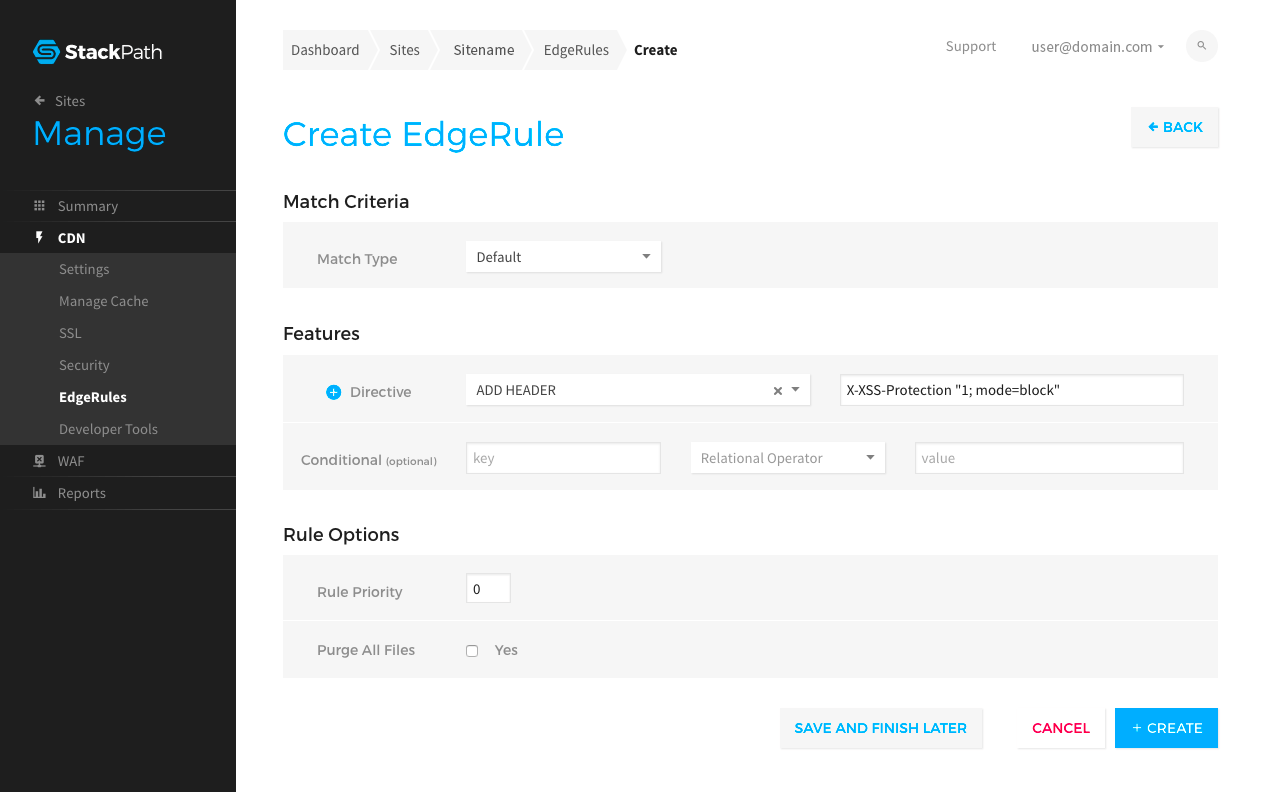 StackPath
Sites
Manage
Summary
CDN
Settings
Manage Cache
SSL
Security
EdgeRules
Developer Tools
WAF
Reports
Dashboard Sites Sitename EdgeRules Create
Support user@domain.com
Create EdgeRule
BACK
Match Criteria
Match Type Default
Features
Directive ADD HEADER X-XSS-Protection "1; mode=block"
Conditional (optional) key Relational Operator value
Rule Options
Rule Priority 0
Purge All Files Yes
SAVE AND FINISH LATER CANCEL + CREATE